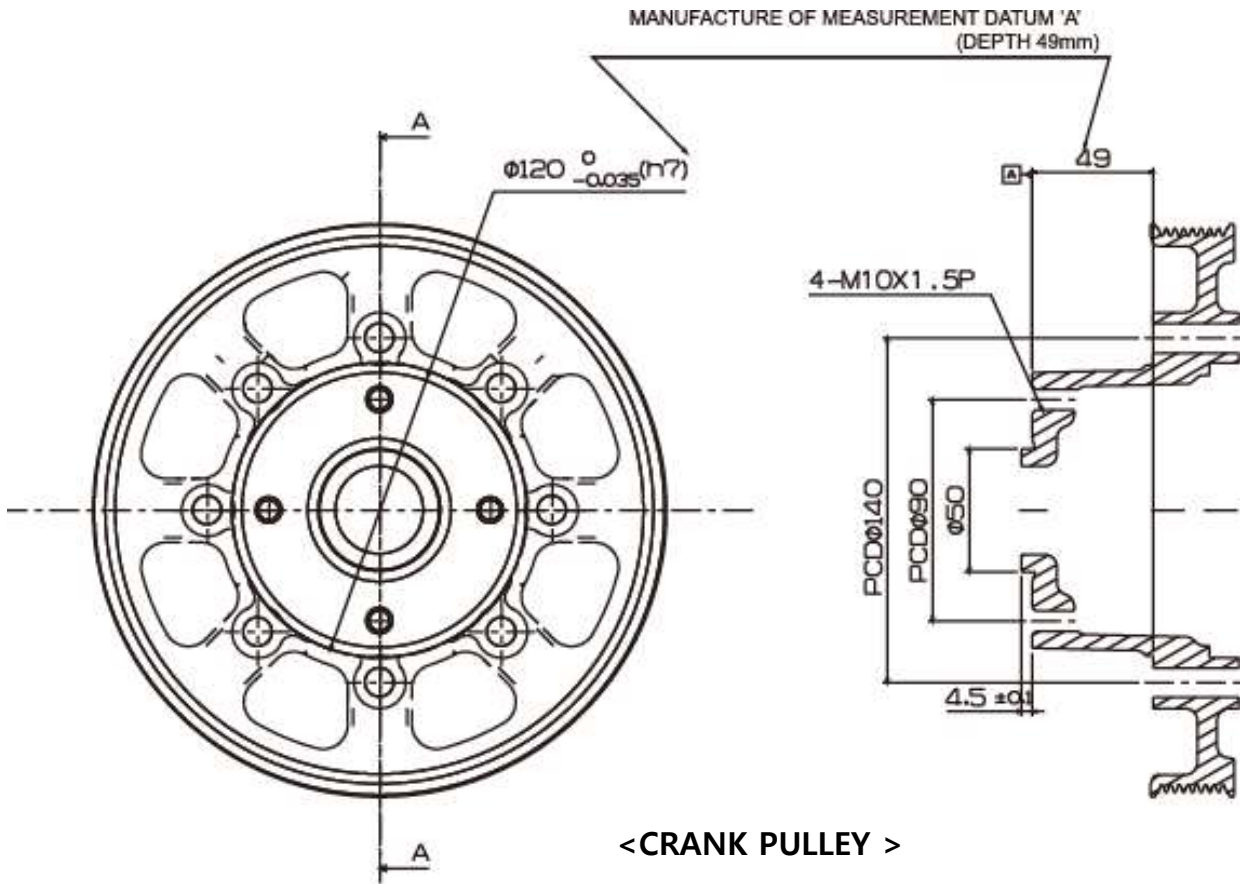 MANUFACTURE OF MEASUREMENT DATUM 'A'
(DEPTH 49mm)
A
Φ120 0 -0.035 (h7)
A
49
4-M10X1.5P
PCDΦ140
PCDΦ90
Φ50
4.5 ±0.1
A
<CRANK PULLEY >